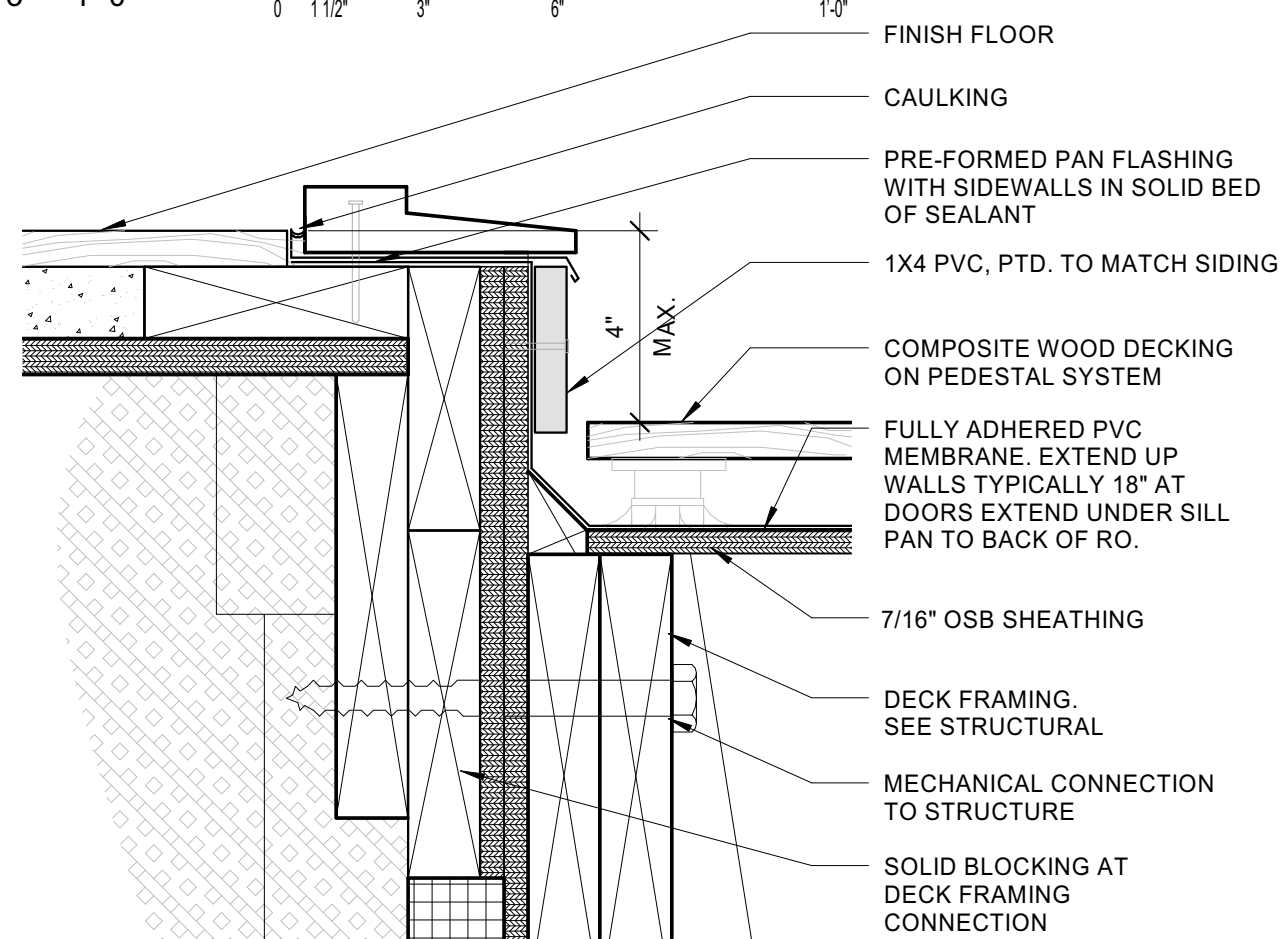 0 1 1/2" 3" 6" 1'-0"
FINISH FLOOR
CAULKING
PRE-FORMED PAN FLASHING
WITH SIDEWALLS IN SOLID BED
OF SEALANT
1X4 PVC, PTD. TO MATCH SIDING
4"
MAX.
COMPOSITE WOOD DECKING
ON PEDESTAL SYSTEM
FULLY ADHERED PVC
MEMBRANE. EXTEND UP
WALLS TYPICALLY 18" AT
DOORS EXTEND UNDER SILL
PAN TO BACK OF RO.
7/16" OSB SHEATHING
DECK FRAMING.
SEE STRUCTURAL
MECHANICAL CONNECTION
TO STRUCTURE
SOLID BLOCKING AT
DECK FRAMING
CONNECTION